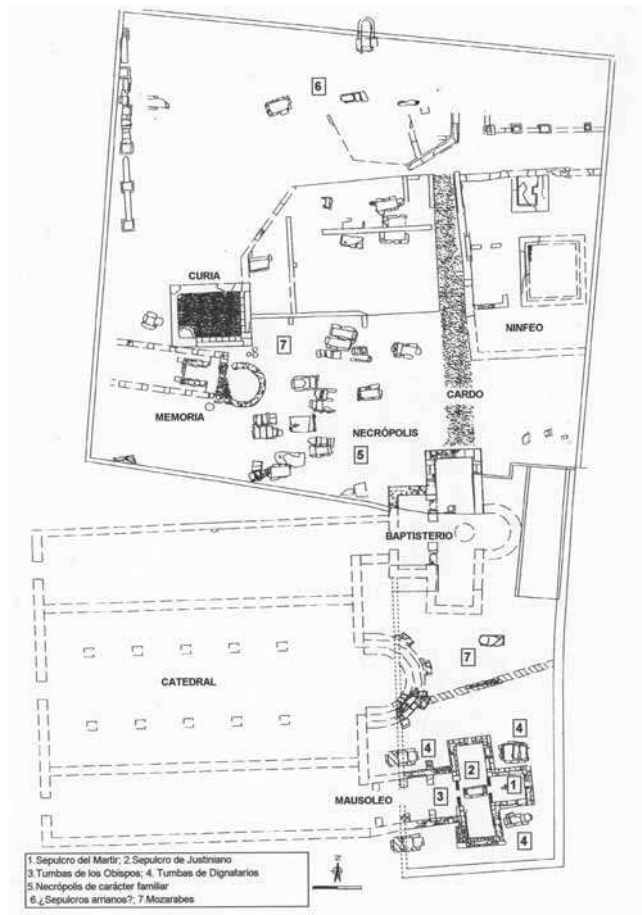 6
CURIA
7
NINFEO
MEMORIA
CARDO
NECRÓPOLIS
5
BAPTISTERIO
7
CATEDRAL
4
4
2
1
3
MAUSOLEO
4
1.Sepulcro del Martir; 2.Sepulcro de Justiniano
3.Tumbas de los Obispos; 4. Tumbas de Dignatarios
5.Necrópolis de carácter familiar
6.¿Sepulcros arrianos?; 7.Mozarabes
N